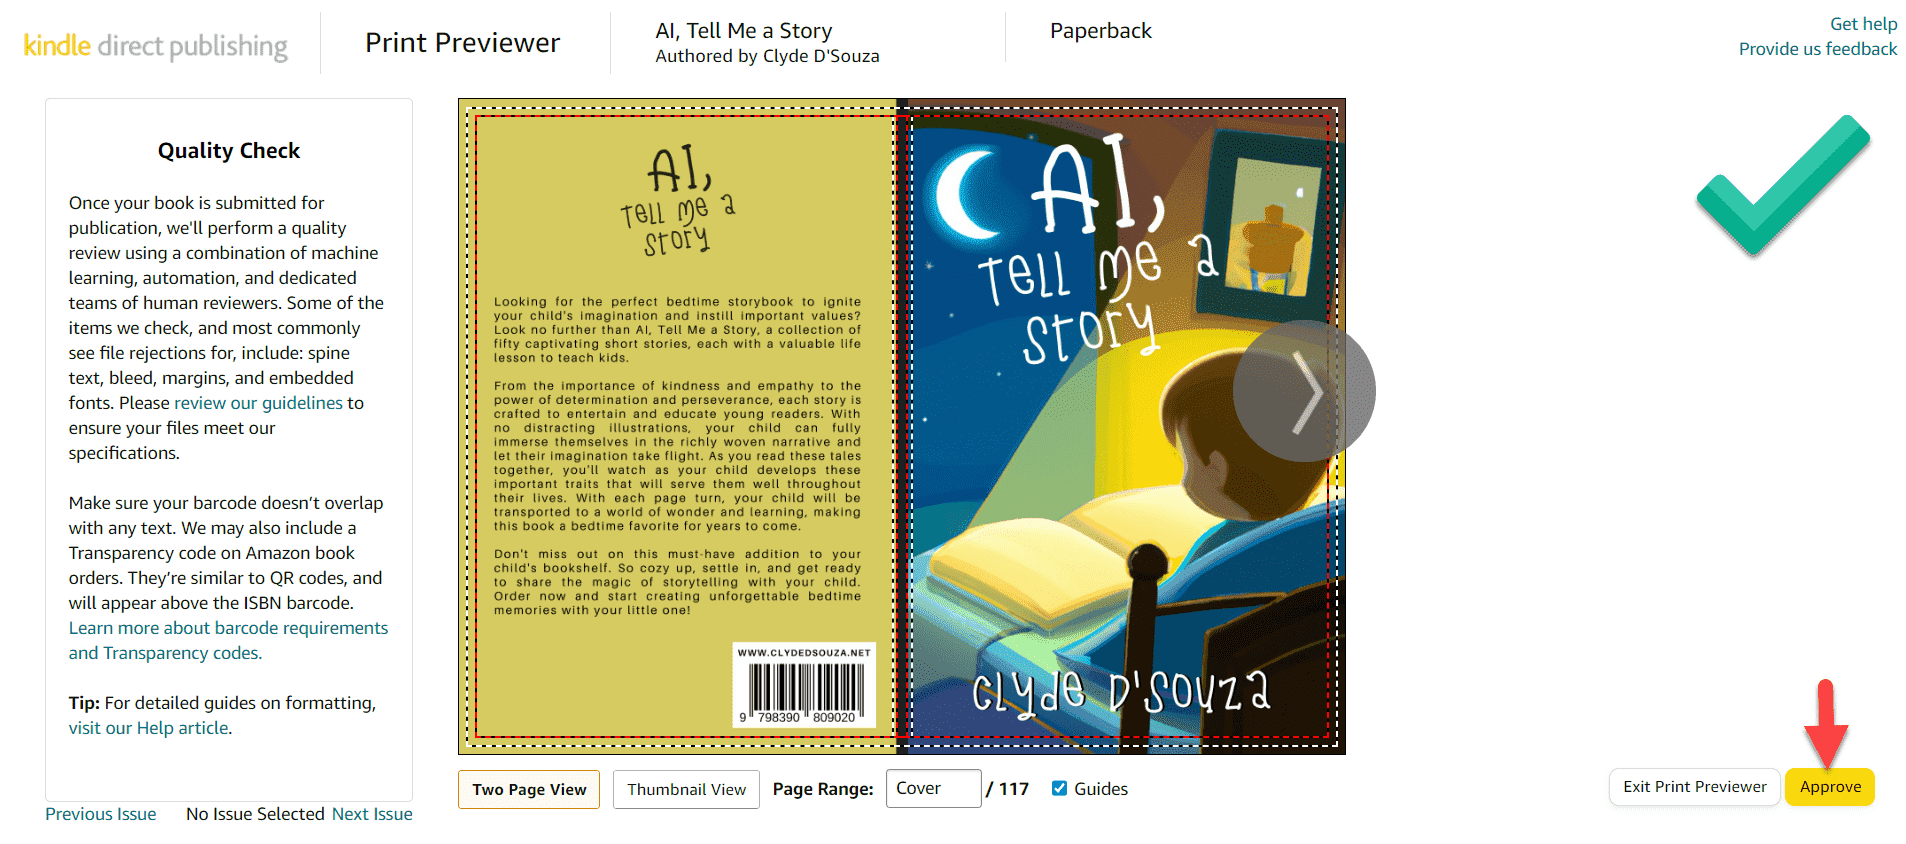 kindle direct publishing
Print Previewer
AI, Tell Me a Story
Authored by Clyde D'Souza
Paperback
Get help
Provide us feedback
Quality Check
Once your book is submitted for
publication, we'll perform a quality
review using a combination of machine
learning, automation, and dedicated
teams of human reviewers. Some of the
items we check, and most commonly
see file rejections for, include: spine
text, bleed, margins, and embedded
fonts. Please review our guidelines to
ensure your files meet our
specifications.
Make sure your barcode doesn’t overlap
with any text. We may also include a
Transparency code on Amazon book
orders. They’re similar to QR codes, and
will appear above the ISBN barcode.
Learn more about barcode requirements
and Transparency codes.
Tip: For detailed guides on formatting,
visit our Help article.
Previous Issue No Issue Selected Next Issue
AI,
Tell me a
Story
Looking for the perfect bedtime storybook to ignite
your child's imagination and instill important values?
Look no further than AI, Tell Me a Story, a collection of
fifty captivating short stories, each with a valuable life
lesson to teach kids.
From the importance of kindness and empathy to the
power of determination and perseverance, each story is
crafted to entertain and educate young readers. With
no distracting illustrations, your child can fully
immerse themselves in the richly woven narrative and
let their imagination take flight. As you read these tales
together, you'll watch as your child develops these
important traits that will serve them well throughout
their lives. With each page turn, your child will be
transported to a world of wonder and learning, making
this book a bedtime favorite for years to come.
Don't miss out on this must-have addition to your
child's bookshelf. So cozy up, settle in, and get ready
to share the magic of storytelling with your child.
Order now and start creating unforgettable bedtime
memories with your little one!
WWW.CLYDEDSOUZA.NET
9 798390 809020
AI,
Tell me a
Story
Clyde D'Souza
Two Page View Thumbnail View Page Range: Cover / 117 Guides
Exit Print Previewer Approve